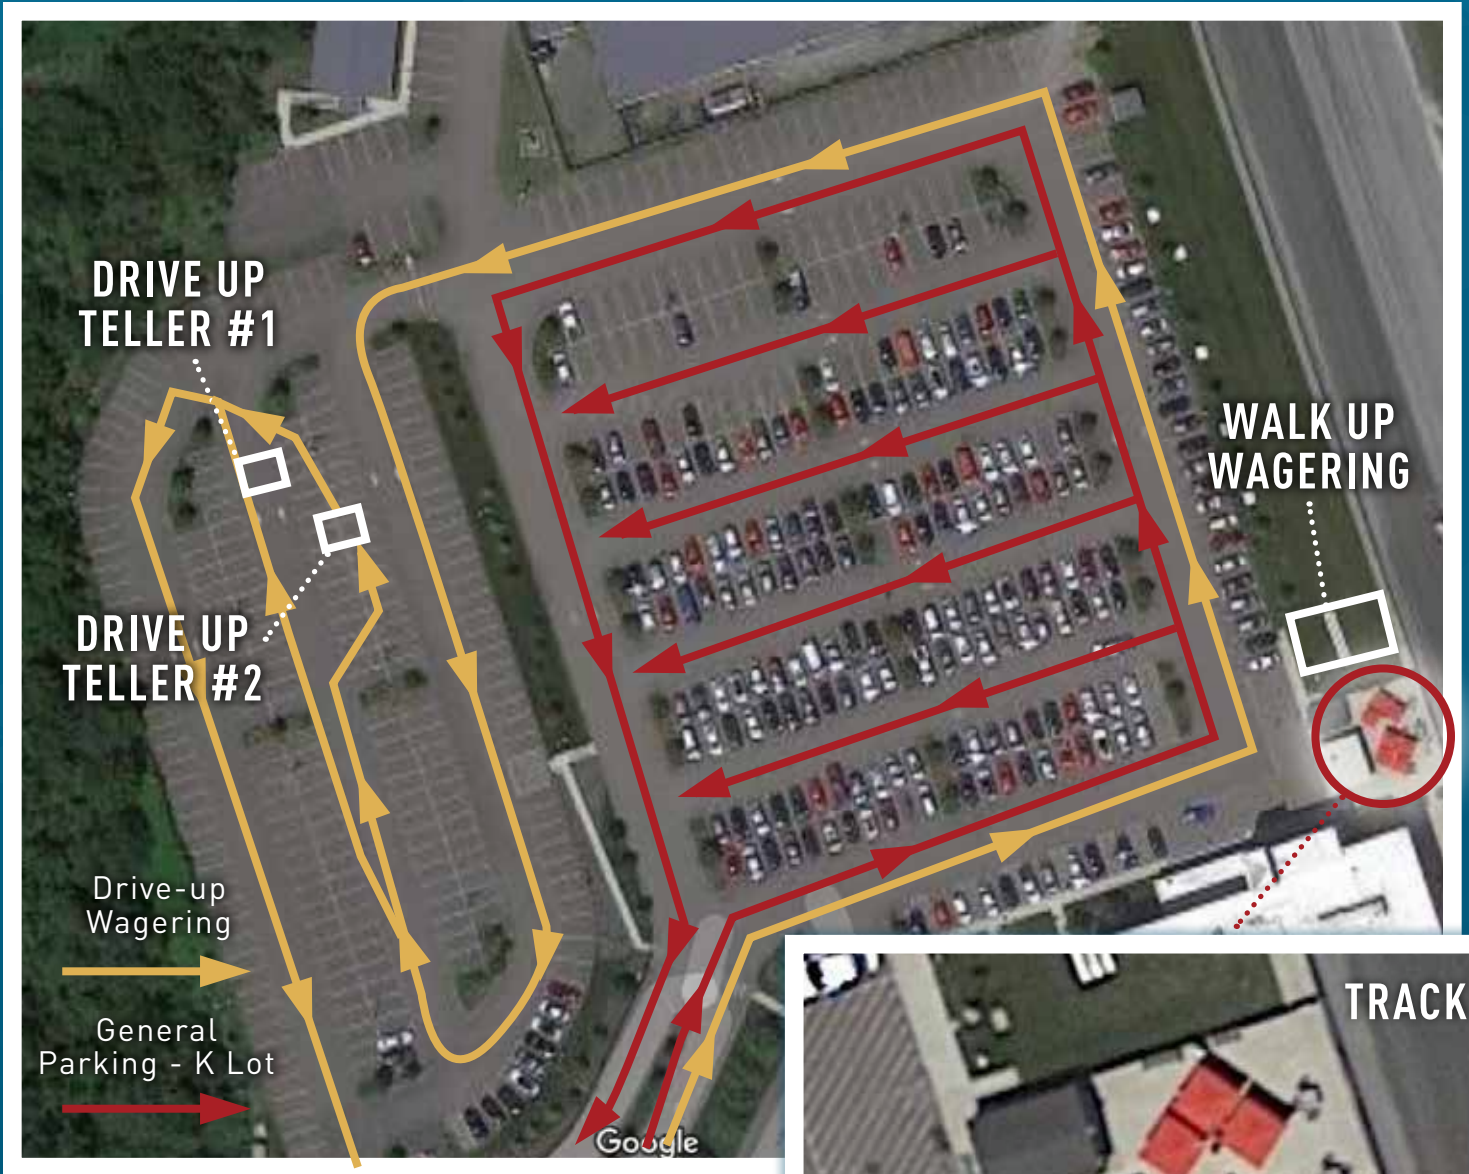 DRIVE UP
TELLER #1
WALK UP
WAGERING
DRIVE UP
TELLER #2
Drive-up
Wagering
General
Parking - K Lot
TRACK
Google